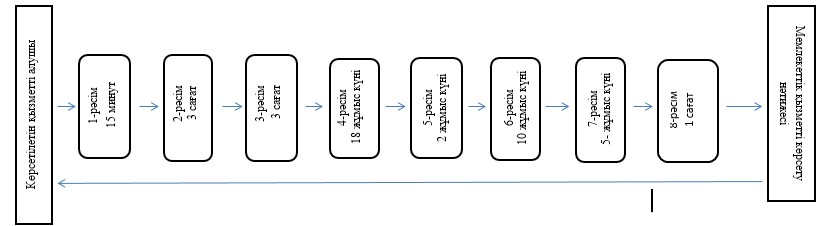 Көрсетілетін қызметті алушы
1-рәсім
15 минут
2-рәсім
3 сағат
3-рәсім
3 сағат
4-рәсім
18 жұмыс күні
5-рәсім
2 жұмыс күні
6-рәсім
10 жұмыс күні
7-рәсім
5- жұмыс күні
8-рәсім
1 сағат
Мемлекеттік қызметті көрсету
нәтижесі